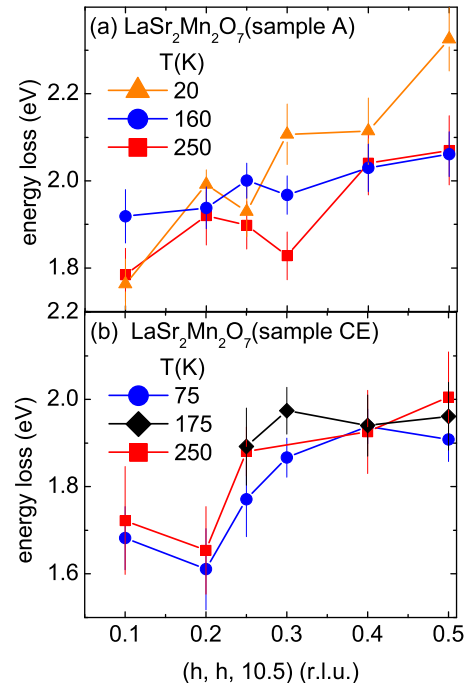 (a) LaSr₂Mn₂O₇(sample A)
T(K)
20
160
250
2.2
2.0
1.8
energy loss (eV)
2.2
(b) LaSr₂Mn₂O₇(sample CE)
T(K)
75
175
250
2.0
1.8
1.6
energy loss (eV)
0.1 0.2 0.3 0.4 0.5
(h, h, 10.5) (r.l.u.)